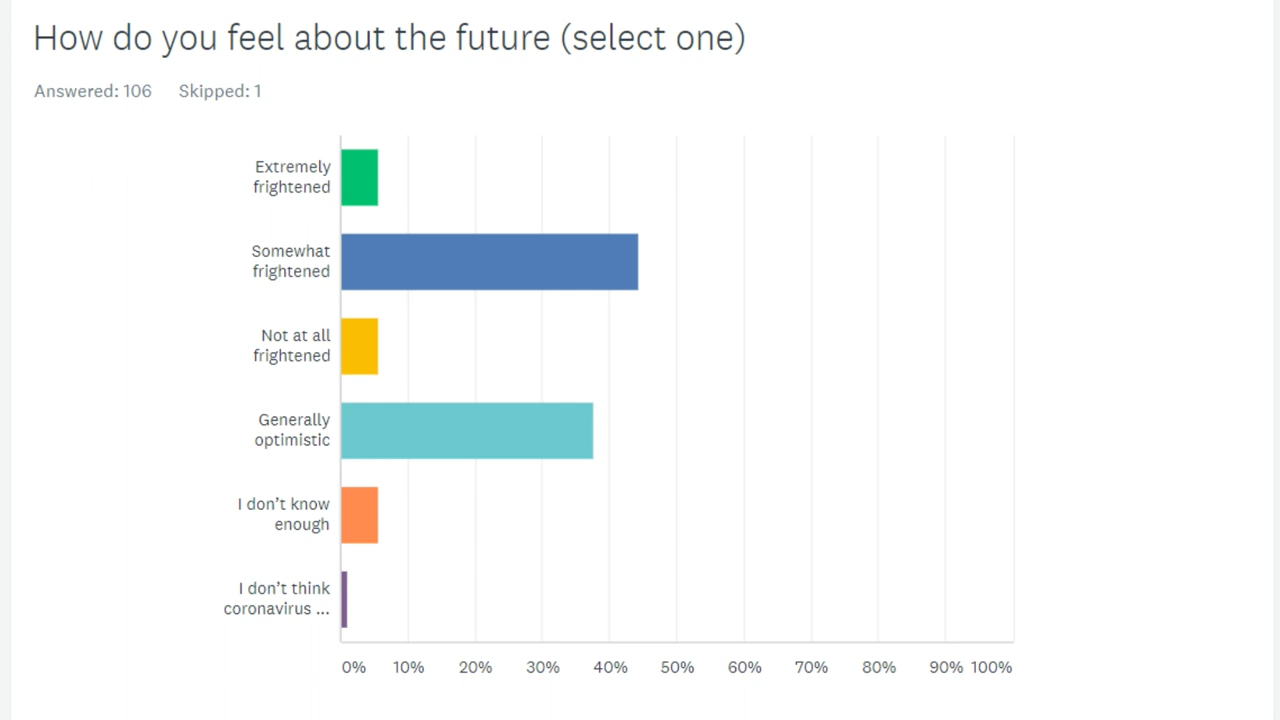 How do you feel about the future (select one)
Answered: 106 Skipped: 1
Extremely
frightened
Somewhat
frightened
Not at all
frightened
Generally
optimistic
I don’t know
enough
I don’t think
coronavirus ...
0% 10% 20% 30% 40% 50% 60% 70% 80% 90% 100%